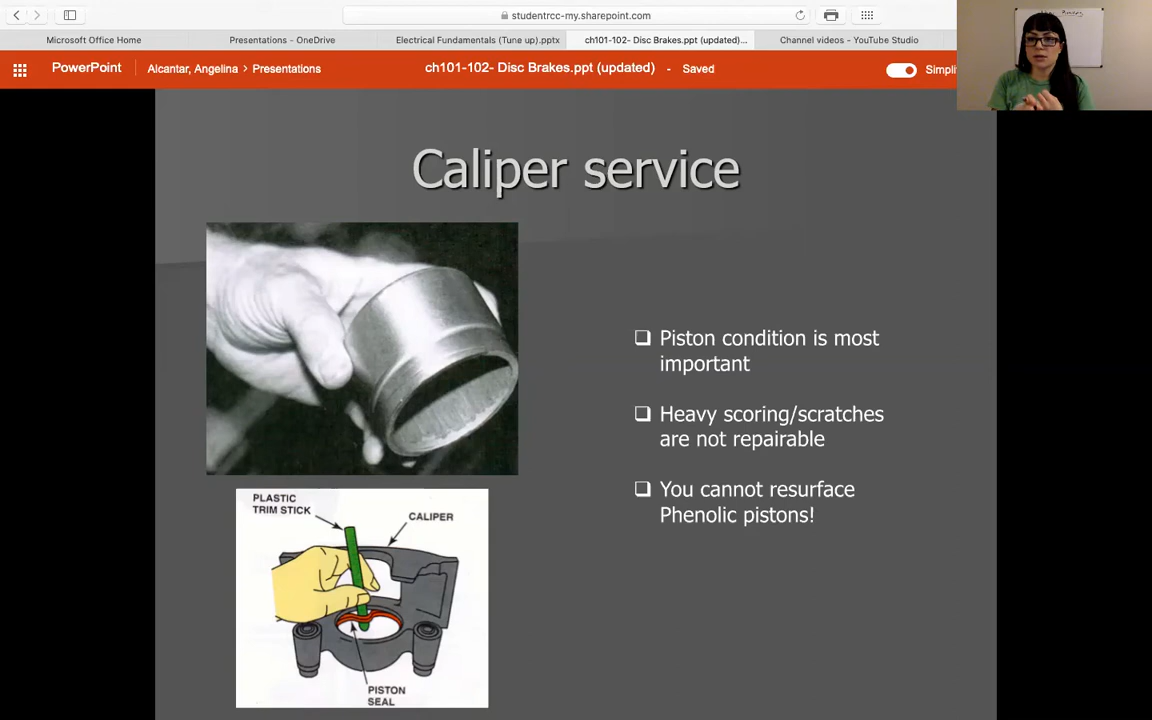 studentrcc-my.sharepoint.com
Microsoft Office Home
Presentations - OneDrive
Electrical Fundamentals (Tune up).pptx
ch101-102- Disc Brakes.ppt (updated)...
Channel videos - YouTube Studio
PowerPoint
Alcantar, Angelina > Presentations
ch101-102- Disc Brakes.ppt (updated) - Saved
Simpli
Caliper service
❑ Piston condition is most
important
❑ Heavy scoring/scratches
are not repairable
❑ You cannot resurface
Phenolic pistons!
PLASTIC
TRIM STICK
CALIPER
PISTON
SEAL